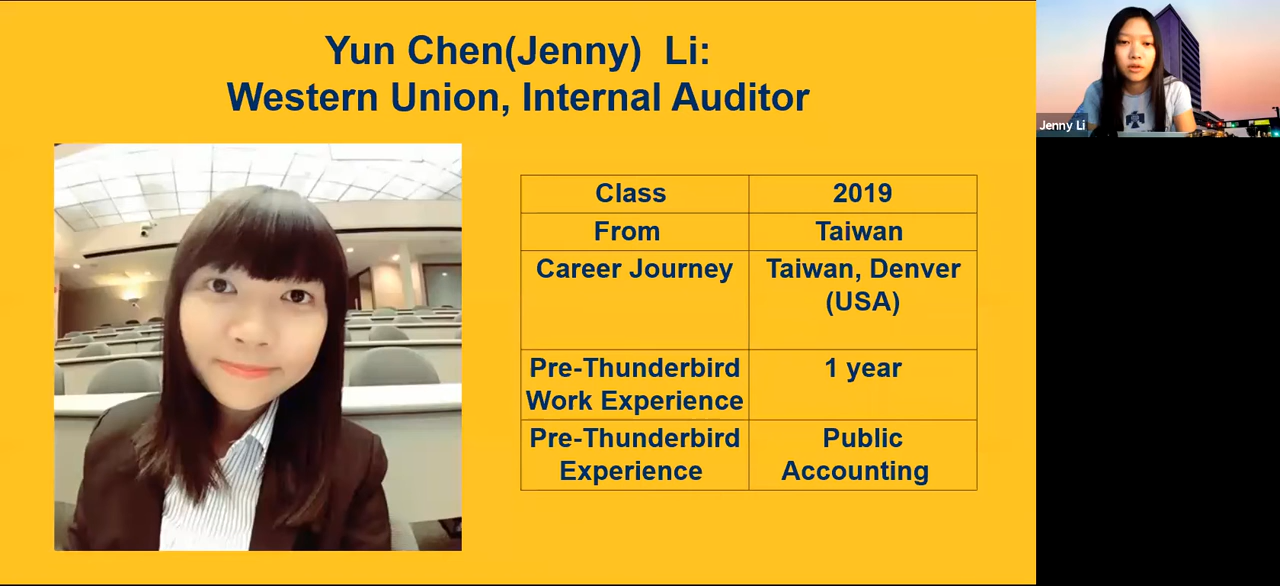 Yun Chen(Jenny)  Li:
Western Union, Internal Auditor
Class 2019
From Taiwan
Career Journey Taiwan, Denver
(USA)
Pre-Thunderbird 1 year
Work Experience
Pre-Thunderbird Public
Experience Accounting
Jenny Li